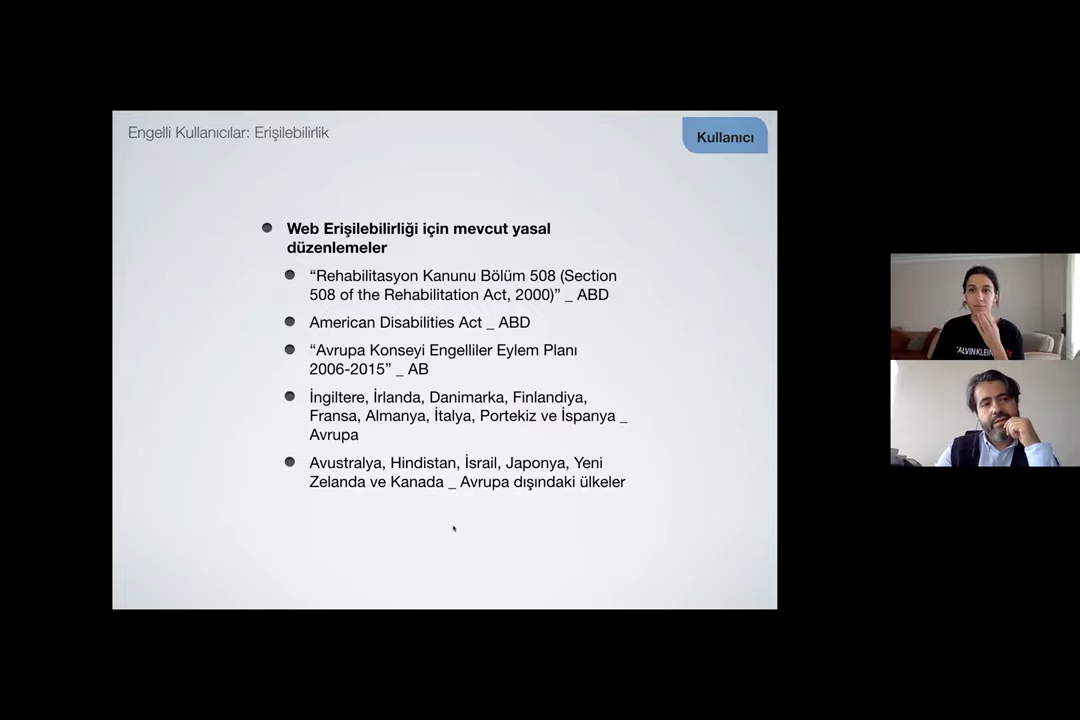 Engelli Kullanıcılar: Erişilebilirlik
Kullanıcı
Web Erişilebilirliği için mevcut yasal
düzenlemeler
“Rehabilitasyon Kanunu Bölüm 508 (Section
508 of the Rehabilitation Act, 2000)” _ ABD
American Disabilities Act _ ABD
“Avrupa Konseyi Engelliler Eylem Planı
2006-2015” _ AB
İngiltere, İrlanda, Danimarka, Finlandiya,
Fransa, Almanya, İtalya, Portekiz ve İspanya _
Avrupa
Avustralya, Hindistan, İsrail, Japonya, Yeni
Zelanda ve Kanada _ Avrupa dışındaki ülkeler